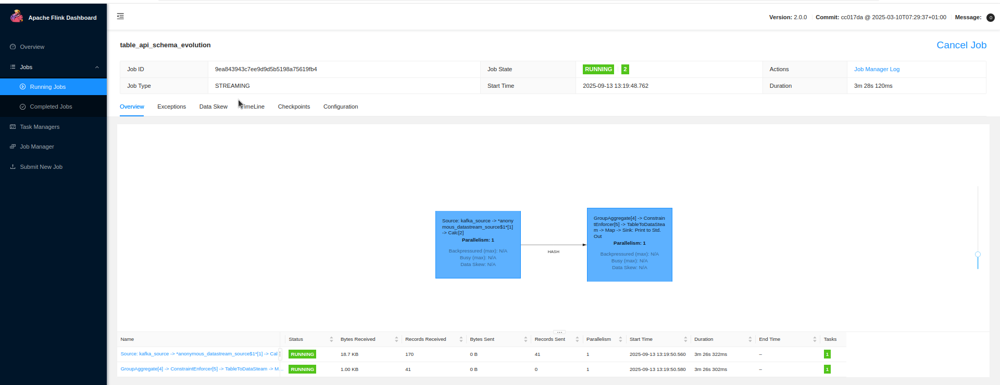 Apache Flink Dashboard
Version: 2.0.0 Commit: cc017da @ 2025-03-10T07:29:37+01:00 Message: 0
Overview
Jobs
Running Jobs
Completed Jobs
Task Managers
Job Manager
Submit New Job
table_api_schema_evolution
Cancel Job
Job ID 9ea843943c7ee9d9d5b5198a75619fb4 Job State RUNNING 2 Actions Job Manager Log
Job Type STREAMING Start Time 2025-09-13 13:19:48.762 Duration 3m 28s 120ms
Overview Exceptions Data Skew TimeLine Checkpoints Configuration
Source: kafka_source -> *anony
mous_datastream_source$1*[1]
-> Calc[2]
Parallelism: 1
Backpressured (max): N/A
Busy (max): N/A
Data Skew: N/A
HASH
GroupAggregate[4] -> Constrain
tEnforcer[5] -> TableToDataStea
m -> Map -> Sink: Print to Std.
Out
Parallelism: 1
Backpressured (max): N/A
Busy (max): N/A
Data Skew: N/A
Name Status Bytes Received Records Received Bytes Sent Records Sent Parallelism Start Time Duration End Time Tasks
Source: kafka_source -> *anonymous_datastream_source$1*[1] -> Cal RUNNING 18.7 KB 170 0 B 41 1 2025-09-13 13:19:50.560 3m 26s 322ms – 1
GroupAggregate[4] -> ConstraintEnforcer[5] -> TableToDataSteam -> M... RUNNING 1.00 KB 41 0 B 0 1 2025-09-13 13:19:50.580 3m 26s 302ms – 1